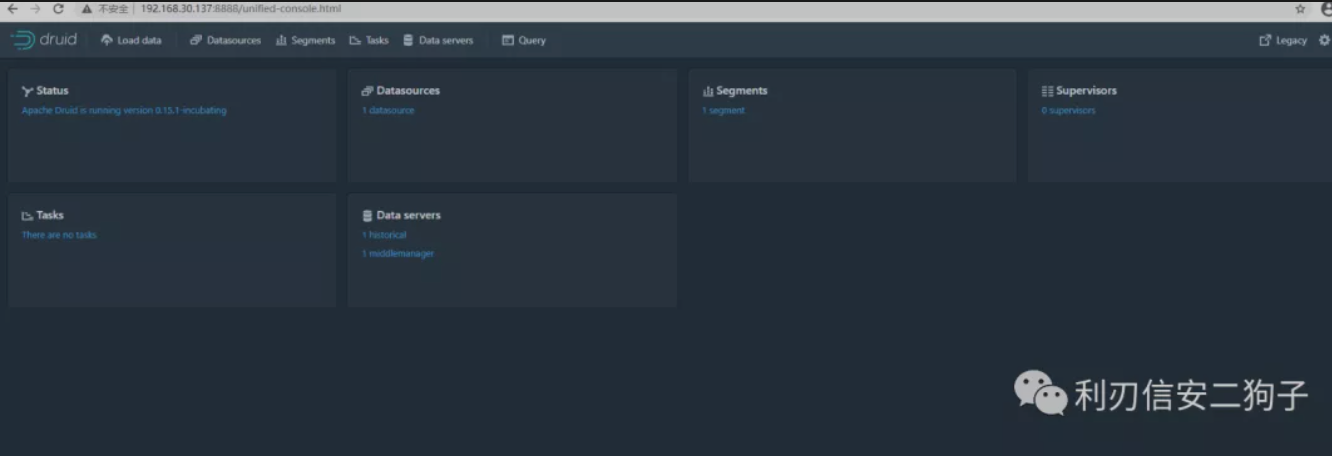 不安全 | 192.168.30.137:8888/unified-console.html
druid Load data Datasources Segments Tasks Data servers Query Legacy
Status
Apache Druid is running version 0.15.1-incubating
Datasources
1 datasource
Segments
1 segment
Supervisors
0 supervisors
Tasks
There are no tasks
Data servers
1 historical
1 middlemanager
利刃信安二狗子